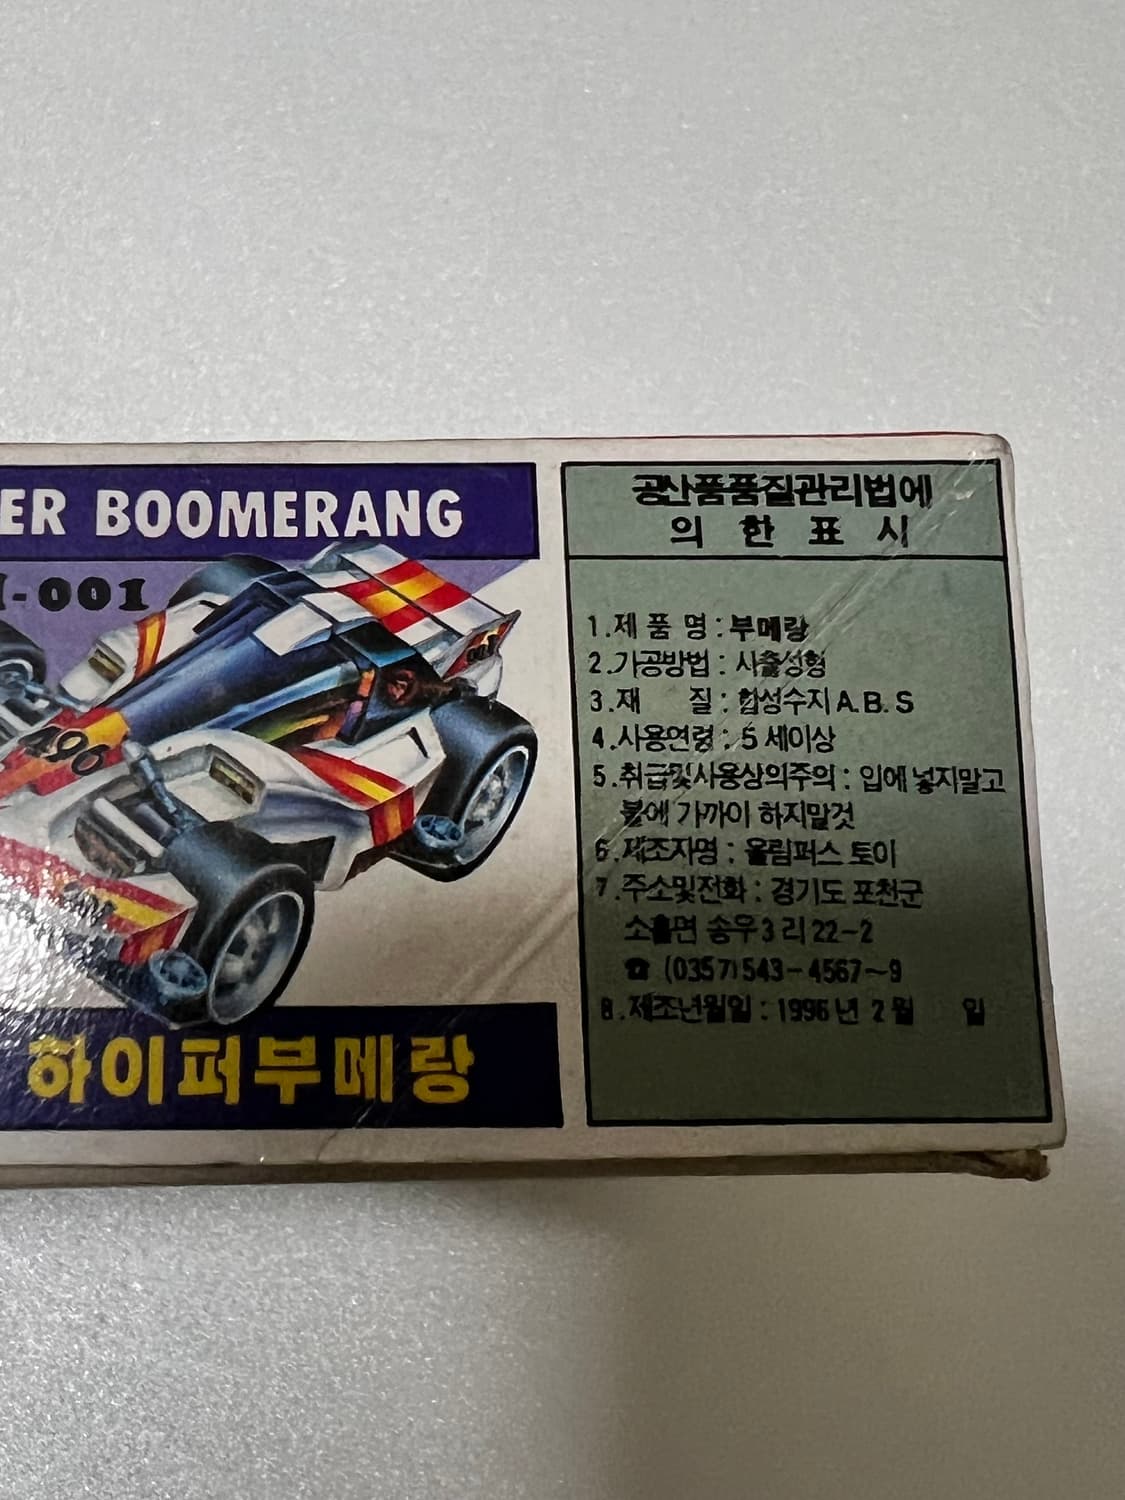 ER BOOMERANG
-001
하이퍼부메랑
공산품품질관리법에
의 한 표 시
1.제 품 명 : 부메랑
2.가공방법 : 사출성형
3.재 질 : 합성수지 A.B.S
4.사용연령 : 5 세이상
5.취급및사용상의주의 : 입에 넣지말고
불에 가까이 하지말것
6.제조자명 : 올림퍼스 토이
7.주소및전화 : 경기도 포천군
소흘면 송우3리 22-2
☎ (0357) 543-4567~9
8.제조년월일 : 1996년 2월 일